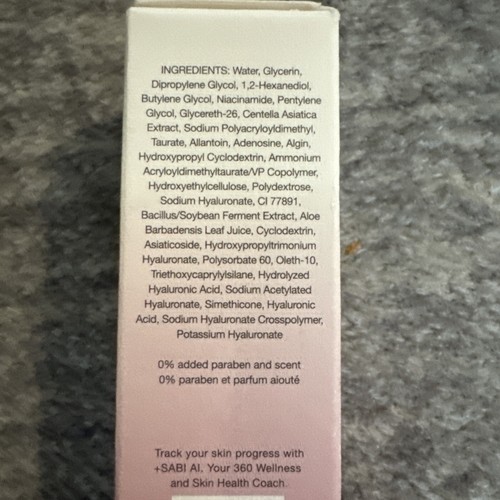 INGREDIENTS: Water, Glycerin,
Dipropylene Glycol, 1,2-Hexanediol,
Butylene Glycol, Niacinamide, Pentylene
Glycol, Glycereth-26, Centella Asiatica
Extract, Sodium Polyacryloyldimethyl,
Taurate, Allantoin, Adenosine, Algin,
Hydroxypropyl Cyclodextrin, Ammonium
Acryloyldimethyltaurate/VP Copolymer,
Hydroxyethylcellulose, Polydextrose,
Sodium Hyaluronate, CI 77891,
Bacillus/Soybean Ferment Extract, Aloe
Barbadensis Leaf Juice, Cyclodextrin,
Asiaticoside, Hydroxypropyltrimonium
Hyaluronate, Polysorbate 60, Oleth-10,
Triethoxycaprylylsilane, Hydrolyzed
Hyaluronic Acid, Sodium Acetylated
Hyaluronate, Simethicone, Hyaluronic
Acid, Sodium Hyaluronate Crosspolymer,
Potassium Hyaluronate
0% added paraben and scent
0% paraben et parfum aiouté
Track your skin progress with
+SABI AI. Your 360 Wellness
and Skin Health Coach.